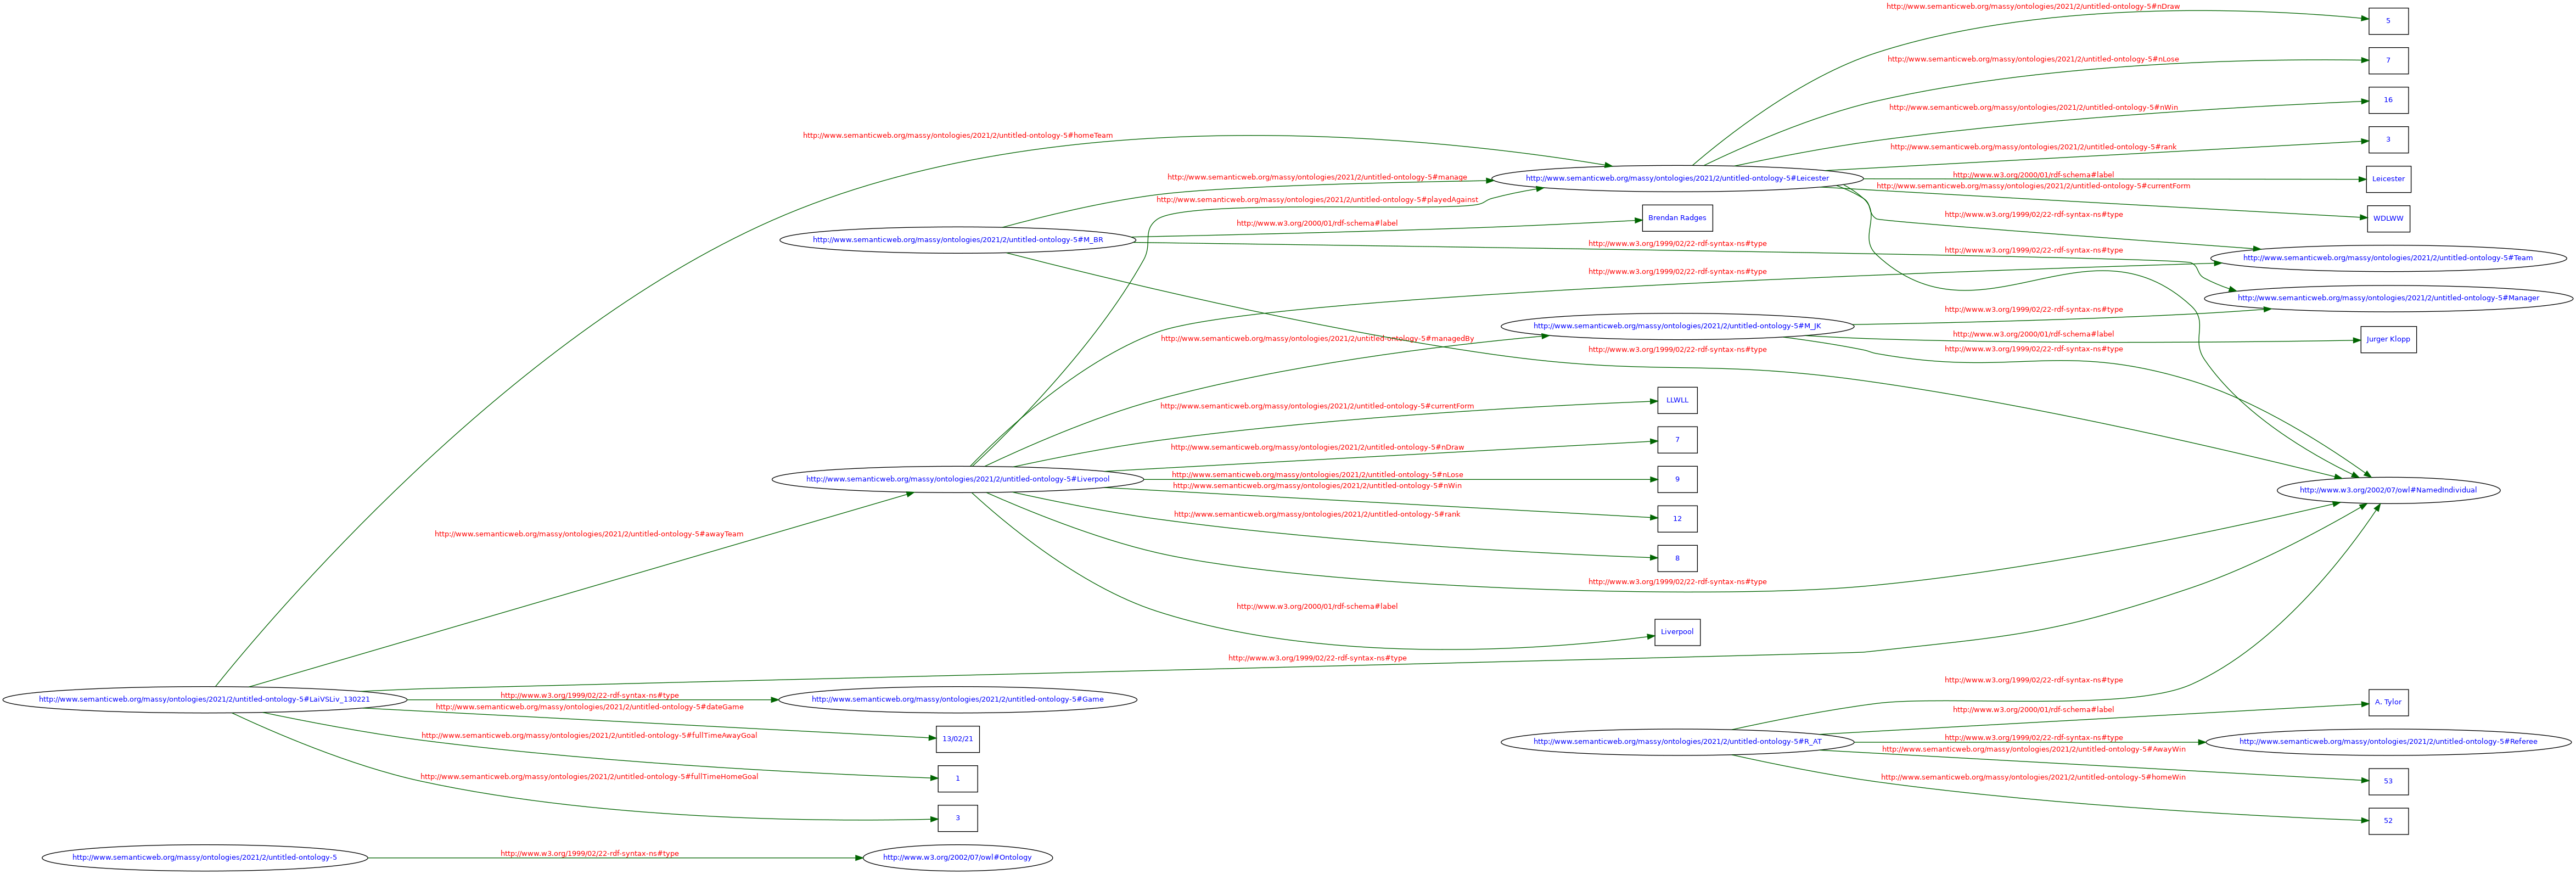 http://www.semanticweb.org/massy/ontologies/2021/2/untitled-ontology-5#nDraw
5
http://www.semanticweb.org/massy/ontologies/2021/2/untitled-ontology-5#nLose
7
http://www.semanticweb.org/massy/ontologies/2021/2/untitled-ontology-5#nWin
16
http://www.semanticweb.org/massy/ontologies/2021/2/untitled-ontology-5#homeTeam
http://www.semanticweb.org/massy/ontologies/2021/2/untitled-ontology-5#rank
3
http://www.semanticweb.org/massy/ontologies/2021/2/untitled-ontology-5#manage
http://www.semanticweb.org/massy/ontologies/2021/2/untitled-ontology-5#Leicester
http://www.w3.org/2000/01/rdf-schema#label
Leicester
http://www.semanticweb.org/massy/ontologies/2021/2/untitled-ontology-5#currentForm
http://www.semanticweb.org/massy/ontologies/2021/2/untitled-ontology-5#playedAgainst
http://www.w3.org/1999/02/22-rdf-syntax-ns#type
WDLWW
http://www.w3.org/2000/01/rdf-schema#label
Brendan Radges
http://www.semanticweb.org/massy/ontologies/2021/2/untitled-ontology-5#M_BR
http://www.w3.org/1999/02/22-rdf-syntax-ns#type
http://www.w3.org/1999/02/22-rdf-syntax-ns#type
http://www.semanticweb.org/massy/ontologies/2021/2/untitled-ontology-5#Team
http://www.w3.org/1999/02/22-rdf-syntax-ns#type
http://www.semanticweb.org/massy/ontologies/2021/2/untitled-ontology-5#Manager
http://www.w3.org/1999/02/22-rdf-syntax-ns#type
http://www.semanticweb.org/massy/ontologies/2021/2/untitled-ontology-5#M_JK
http://www.semanticweb.org/massy/ontologies/2021/2/untitled-ontology-5#managedBy
http://www.w3.org/2000/01/rdf-schema#label
Jurger Klopp
http://www.w3.org/1999/02/22-rdf-syntax-ns#type
http://www.w3.org/1999/02/22-rdf-syntax-ns#type
http://www.semanticweb.org/massy/ontologies/2021/2/untitled-ontology-5#currentForm
LLWLL
http://www.semanticweb.org/massy/ontologies/2021/2/untitled-ontology-5#nDraw
7
http://www.semanticweb.org/massy/ontologies/2021/2/untitled-ontology-5#Liverpool
http://www.semanticweb.org/massy/ontologies/2021/2/untitled-ontology-5#nLose
9
http://www.semanticweb.org/massy/ontologies/2021/2/untitled-ontology-5#nWin
http://www.w3.org/2002/07/owl#NamedIndividual
12
http://www.semanticweb.org/massy/ontologies/2021/2/untitled-ontology-5#rank
http://www.semanticweb.org/massy/ontologies/2021/2/untitled-ontology-5#awayTeam
8
http://www.w3.org/1999/02/22-rdf-syntax-ns#type
http://www.w3.org/2000/01/rdf-schema#label
Liverpool
http://www.w3.org/1999/02/22-rdf-syntax-ns#type
http://www.w3.org/1999/02/22-rdf-syntax-ns#type
http://www.semanticweb.org/massy/ontologies/2021/2/untitled-ontology-5#LaiVSLiv_130221
http://www.w3.org/1999/02/22-rdf-syntax-ns#type
http://www.semanticweb.org/massy/ontologies/2021/2/untitled-ontology-5#Game
http://www.w3.org/2000/01/rdf-schema#label
A, Tylor
http://www.semanticweb.org/massy/ontologies/2021/2/untitled-ontology-5#dateGame
13/02/21
http://www.semanticweb.org/massy/ontologies/2021/2/untitled-ontology-5#fullTimeAwayGoal
http://www.semanticweb.org/massy/ontologies/2021/2/untitled-ontology-5#R_AT
http://www.w3.org/1999/02/22-rdf-syntax-ns#type
http://www.semanticweb.org/massy/ontologies/2021/2/untitled-ontology-5#Referee
http://www.semanticweb.org/massy/ontologies/2021/2/untitled-ontology-5#AwayWin
http://www.semanticweb.org/massy/ontologies/2021/2/untitled-ontology-5#fullTimeHomeGoal
1
http://www.semanticweb.org/massy/ontologies/2021/2/untitled-ontology-5#homeWin
53
3
52
http://www.semanticweb.org/massy/ontologies/2021/2/untitled-ontology-5
http://www.w3.org/1999/02/22-rdf-syntax-ns#type
http://www.w3.org/2002/07/owl#Ontology